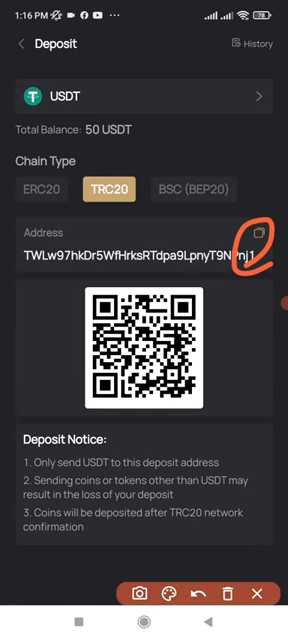 1:16 PM
78
Deposit
History
USDT
Total Balance: 50 USDT
Chain Type
ERC20
TRC20
BSC (BEP20)
Address
Deposit Notice:
1. Only send USDT to this deposit address
2. Sending coins or tokens other than USDT may
result in the loss of your deposit
3. Coins will be deposited after TRC20 network
confirmation